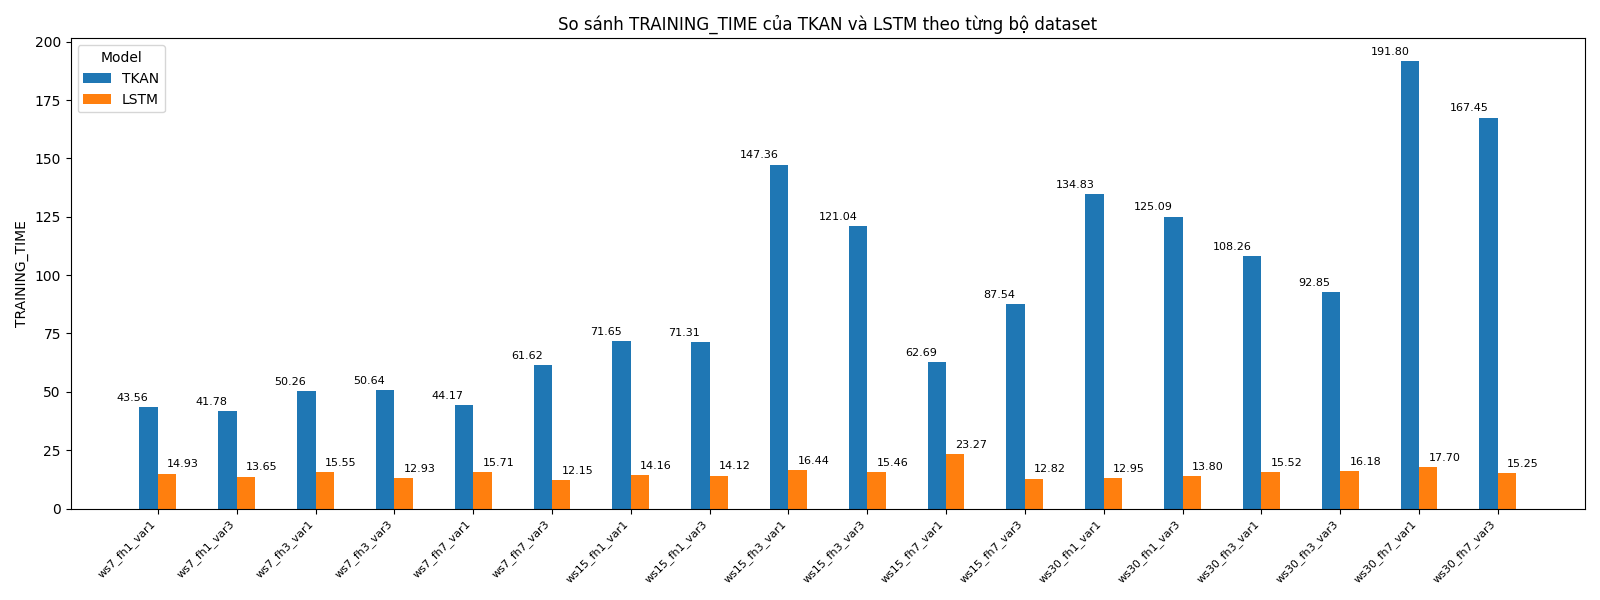 So sánh TRAINING_TIME của TKAN và LSTM theo từng bộ dataset
Model
TKAN
LSTM
TRAINING_TIME
200
175
150
125
100
75
50
25
0
43.56
14.93
41.78
13.65
50.26
15.55
50.64
12.93
44.17
15.71
61.62
12.15
71.65
14.16
71.31
14.12
147.36
16.44
121.04
15.46
62.69
23.27
87.54
12.82
134.83
12.95
125.09
13.80
108.26
15.52
92.85
16.18
191.80
17.70
167.45
15.25
ws7_fh1_var1
ws7_fh1_var3
ws7_fh3_var1
ws7_fh3_var3
ws7_fh7_var1
ws7_fh7_var3
ws15_fh1_var1
ws15_fh1_var3
ws15_fh3_var1
ws15_fh3_var3
ws15_fh7_var1
ws15_fh7_var3
ws30_fh1_var1
ws30_fh1_var3
ws30_fh3_var1
ws30_fh3_var3
ws30_fh7_var1
ws30_fh7_var3